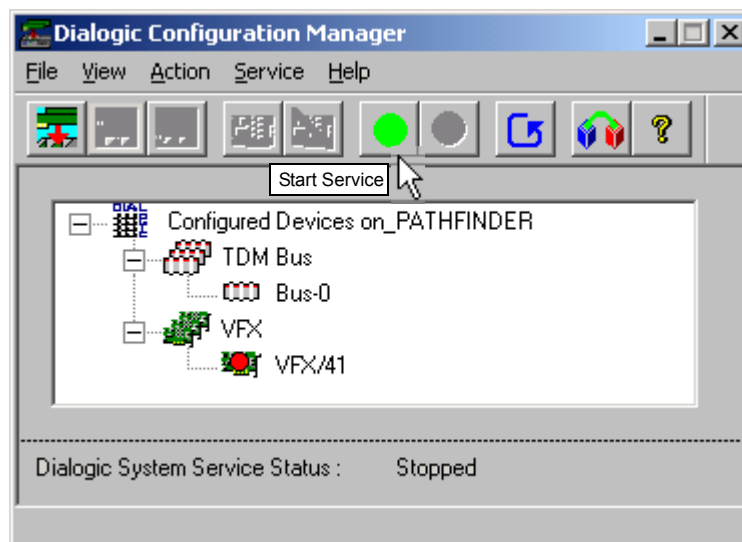 Dialogic Configuration Manager
File View Action Service Help
Start Service
Configured Devices on_PATHFINDER
TDM Bus
Bus-0
VFX
VFX/41
Dialogic System Service Status : Stopped